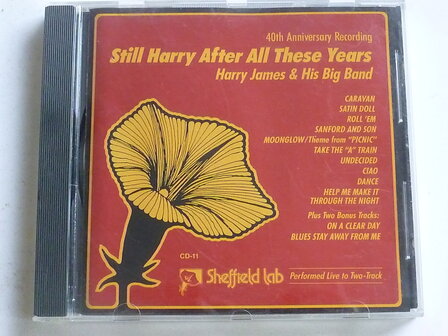 40th Anniversary Recording
Still Harry After All These Years
Harry James & His Big Band
CARAVAN
SATIN DOLL
ROLL 'EM
SANFORD AND SON
MOONGLOW/Theme from "PICNIC"
TAKE THE "A" TRAIN
UNDECIDED
CIAO
DANCE
HELP ME MAKE IT
THROUGH THE NIGHT
Plus Two Bonus Tracks:
ON A CLEAR DAY
BLUES STAY AWAY FROM ME
CD-11
Sheffield Lab
Performed Live to Two-Track